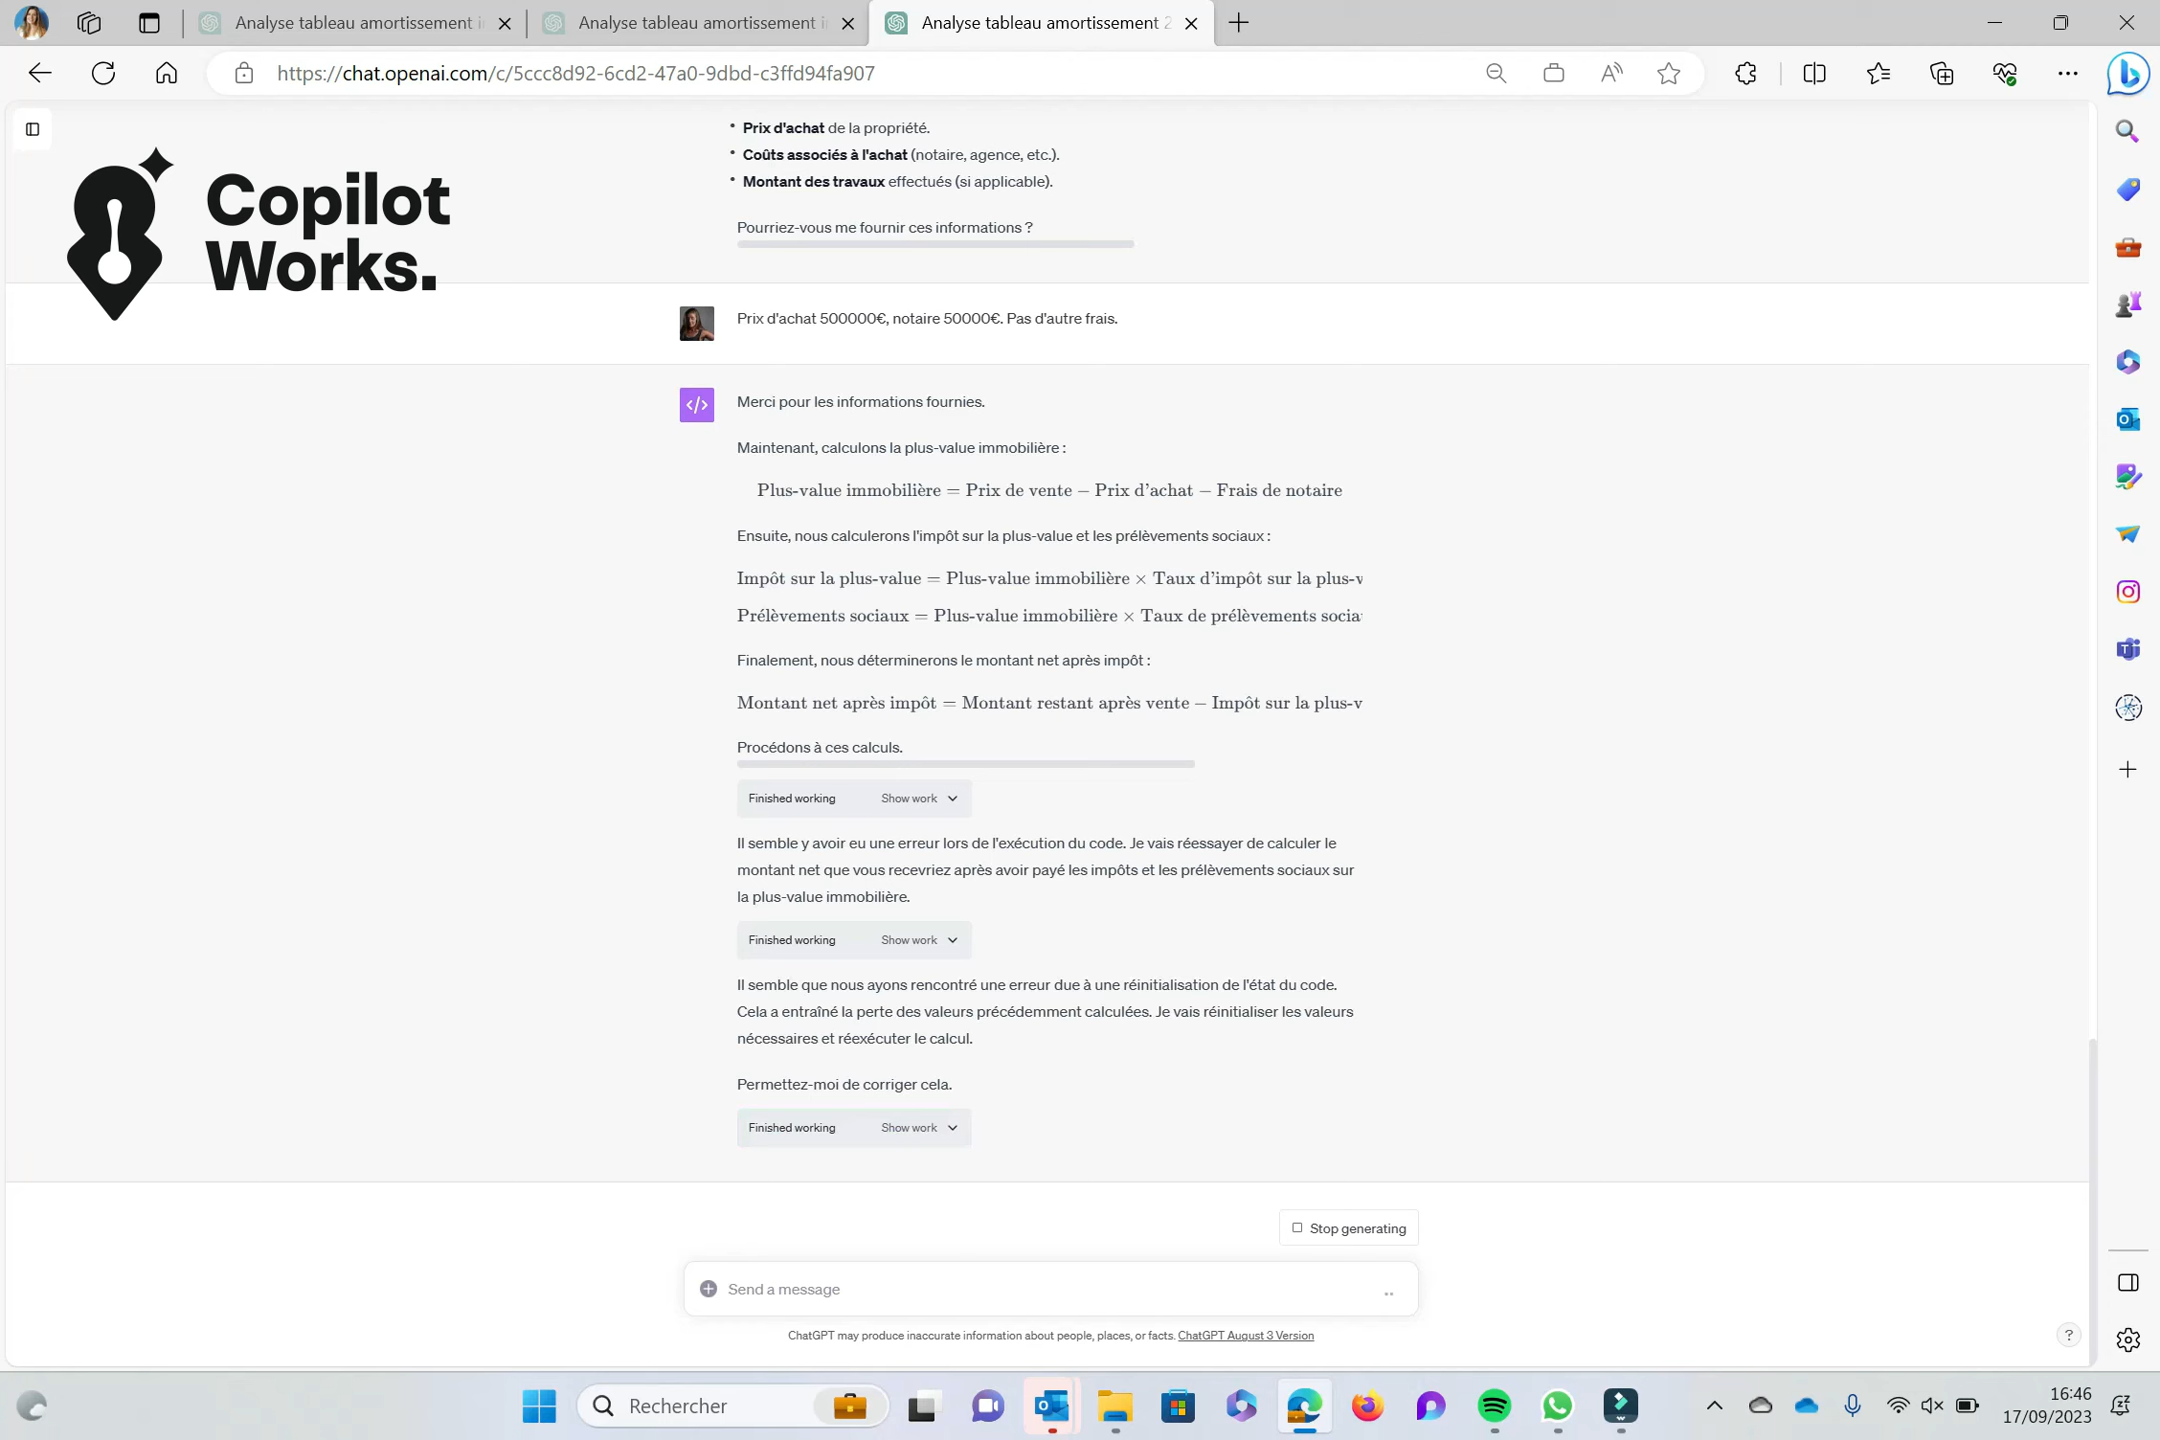 Analyse tableau amortissement i
Analyse tableau amortissement i
Analyse tableau amortissement 2
https://chat.openai.com/c/5ccc8d92-6cd2-47a0-9dbd-c3ffd94fa907
Copilot
Works.
• Prix d'achat de la propriété.
• Coûts associés à l'achat (notaire, agence, etc.).
• Montant des travaux effectués (si applicable).
Pourriez-vous me fournir ces informations ?
Prix d'achat 500000€, notaire 50000€. Pas d'autre frais.
Merci pour les informations fournies.
Maintenant, calculons la plus-value immobilière :
Plus-value immobilière = Prix de vente − Prix d'achat − Frais de notaire
Ensuite, nous calculerons l'impôt sur la plus-value et les prélèvements sociaux :
Impôt sur la plus-value = Plus-value immobilière × Taux d'impôt sur la plus-v
Prélèvements sociaux = Plus-value immobilière × Taux de prélèvements socia
Finalement, nous déterminerons le montant net après impôt :
Montant net après impôt = Montant restant après vente − Impôt sur la plus-v
Procédons à ces calculs.
Finished working Show work
Il semble y avoir eu une erreur lors de l'exécution du code. Je vais réessayer de calculer le
montant net que vous recevriez après avoir payé les impôts et les prélèvements sociaux sur
la plus-value immobilière.
Finished working Show work
Il semble que nous ayons rencontré une erreur due à une réinitialisation de l'état du code.
Cela a entraîné la perte des valeurs précédemment calculées. Je vais réinitialiser les valeurs
nécessaires et réexécuter le calcul.
Permettez-moi de corriger cela.
Finished working Show work
Stop generating
Send a message
ChatGPT may produce inaccurate information about people, places, or facts. ChatGPT August 3 Version
?
Rechercher
16:46
17/09/2023